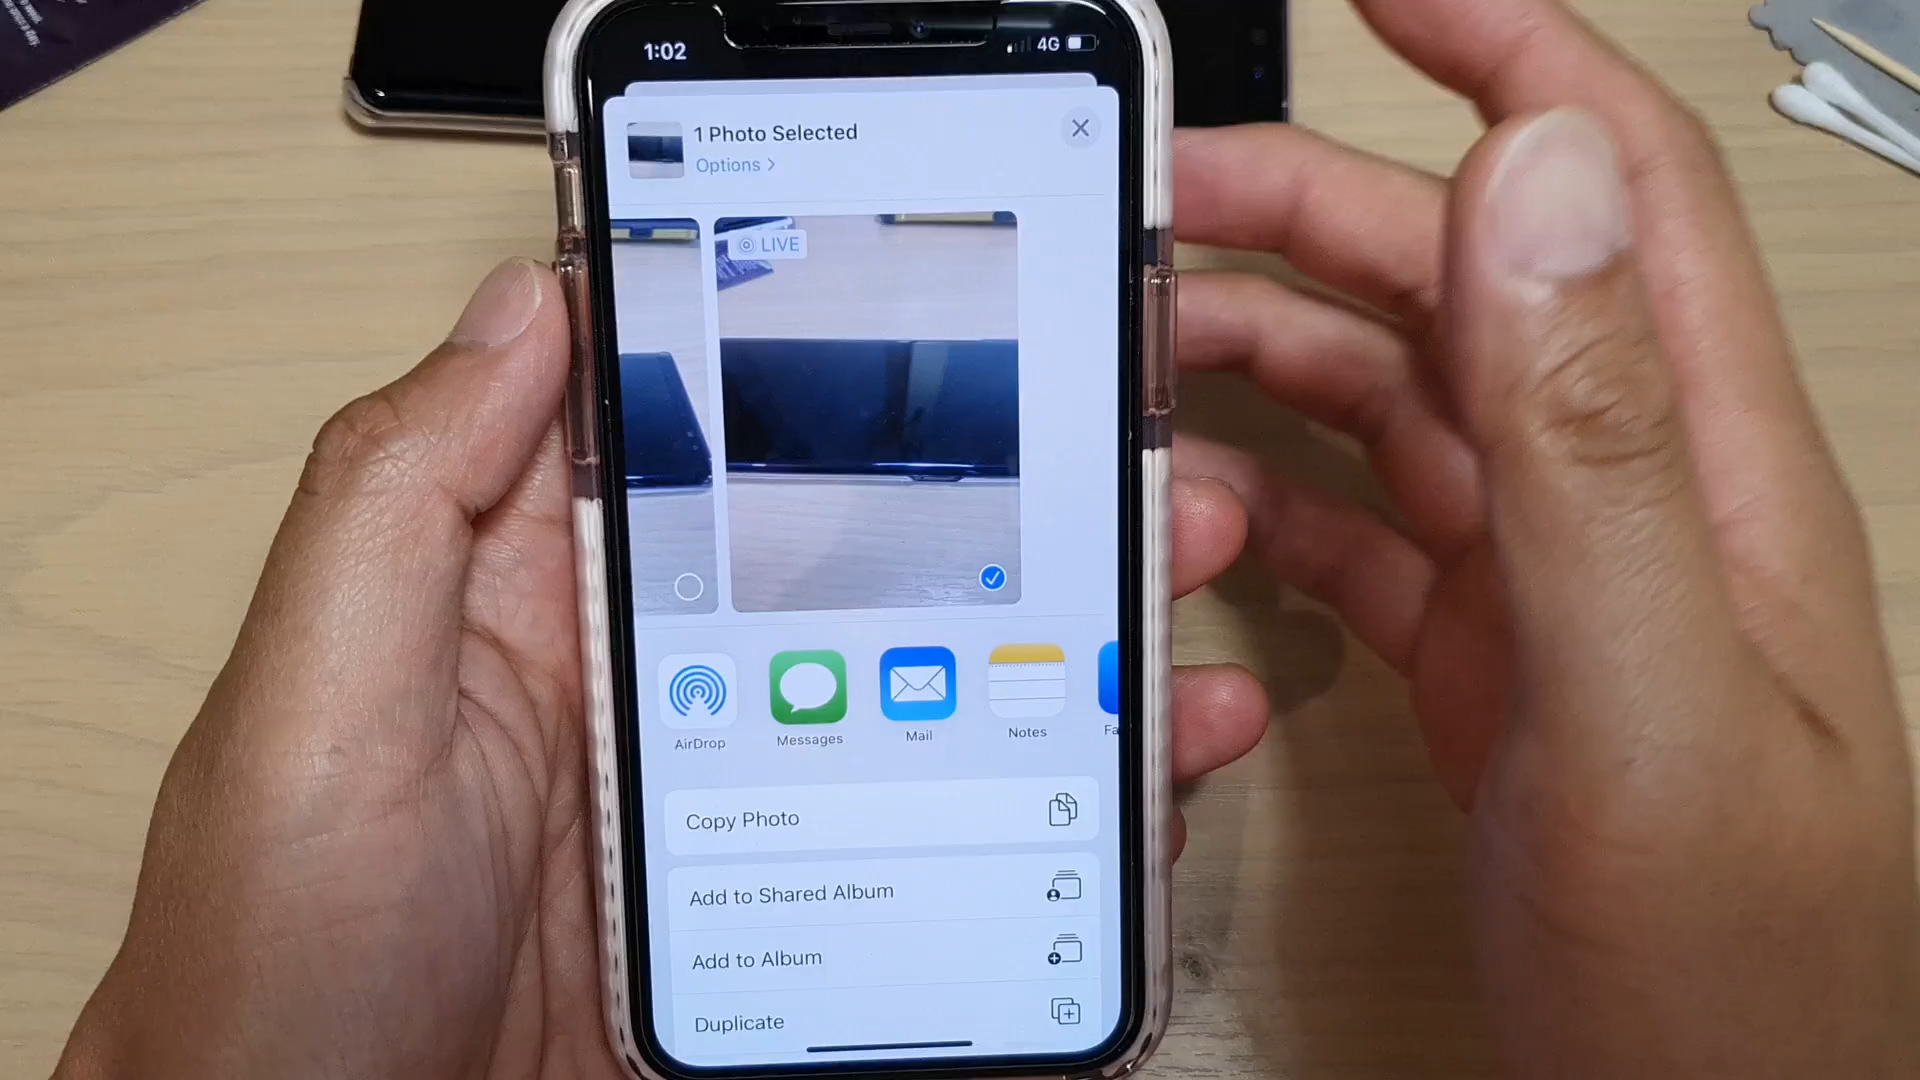 1:02
4G
1 Photo Selected
Options >
LIVE
AirDrop
Messages
Mail
Notes
Fa
Copy Photo
Add to Shared Album
Add to Album
Duplicate